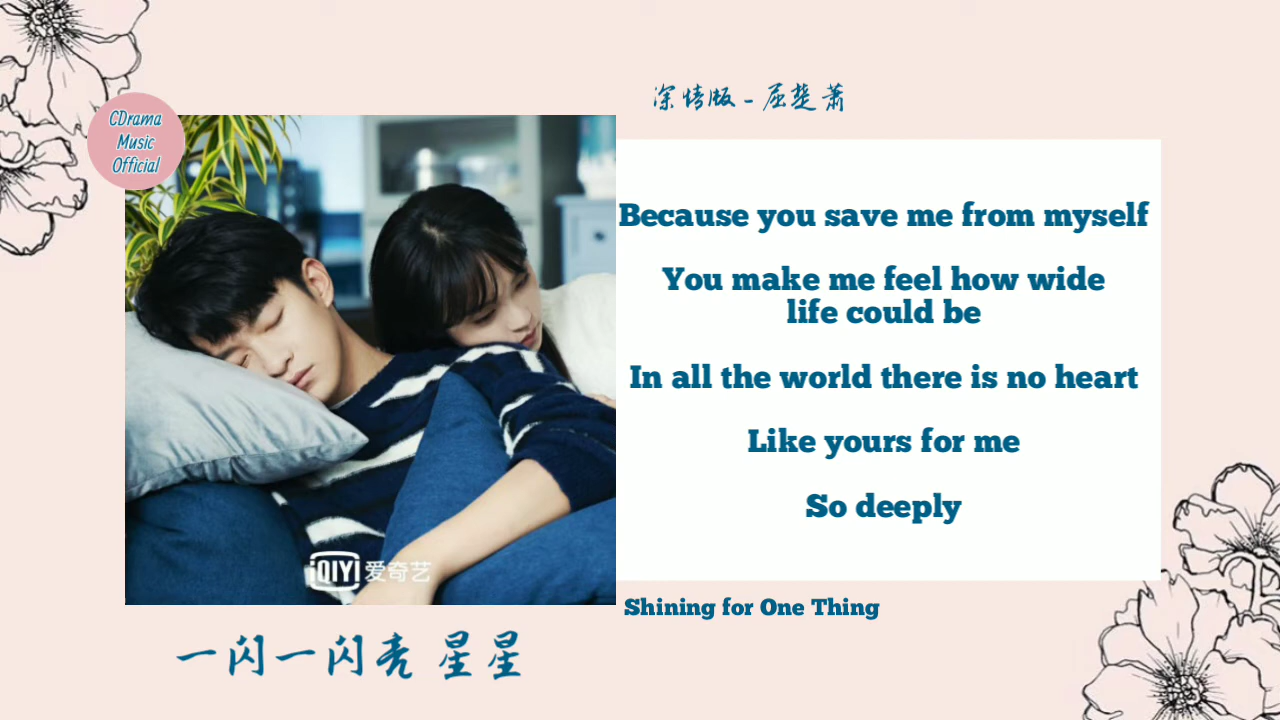 深情版 - 屈楚萧
CDrama
Music
Official
Because you save me from myself
You make me feel how wide
life could be
In all the world there is no heart
Like yours for me
So deeply
iQIYI 爱奇艺
Shining for One Thing
一闪一闪亮 星星